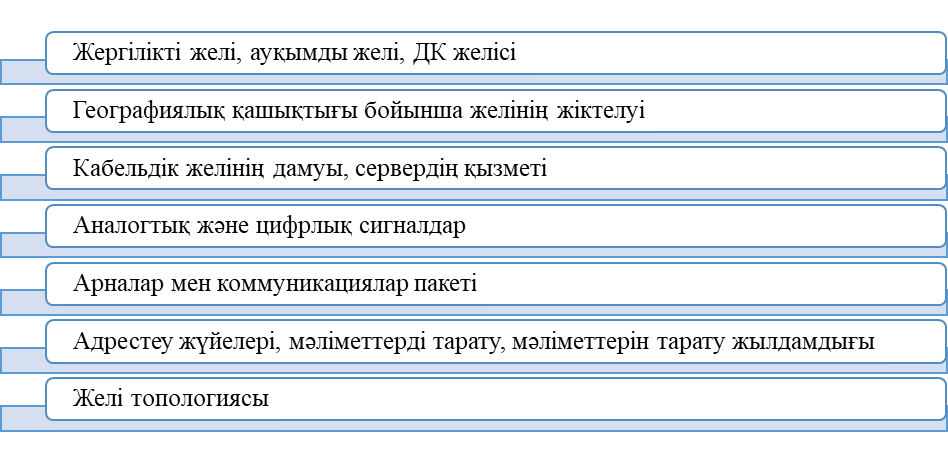 Жергілікті желі, ауқымды желі, ДК желісі
Географиялық қашықтығы бойынша желінің жіктелуі
Кабельдік желінің дамуы, сервердің қызметі
Аналогтық және цифрлық сигналдар
Арналар мен коммуникациялар пакеті
Адрестеу жүйелері, мәліметтерді тарату, мәліметтерін тарату жылдамдығы
Желі топологиясы